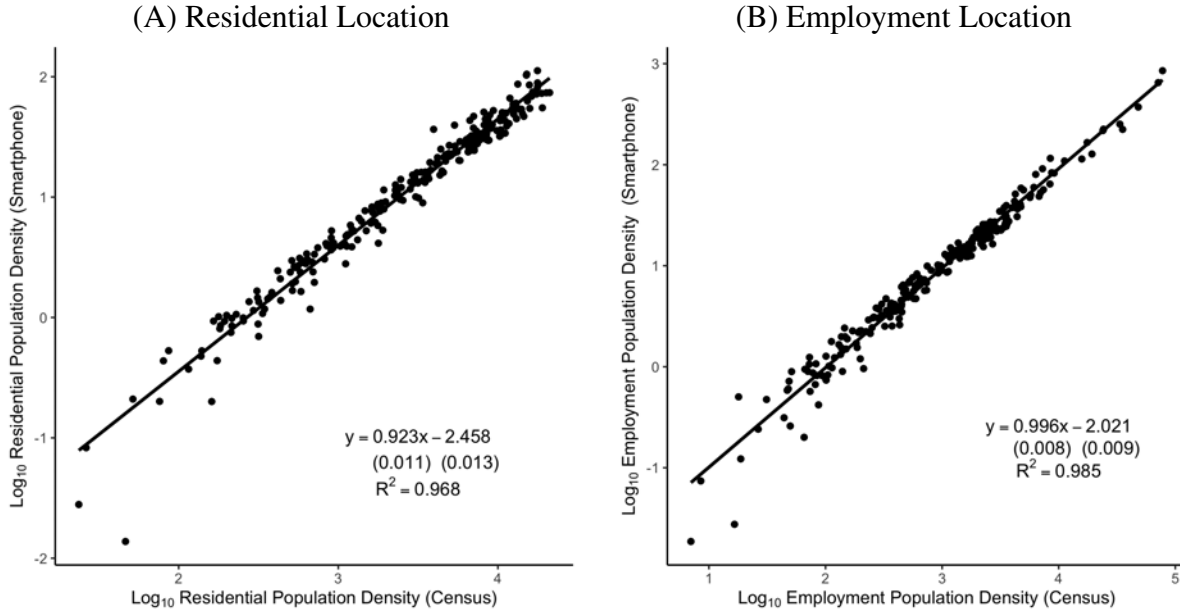 (A) Residential Location
(B) Employment Location
Log10 Residential Population Density (Smartphone)
2
1
0
-1
-2
y = 0.923x − 2.458
(0.011) (0.013)
R² = 0.968
2
3
4
Log10 Residential Population Density (Census)
Log10 Employment Population Density (Smartphone)
3
2
1
0
-1
y = 0.996x − 2.021
(0.008) (0.009)
R² = 0.985
1
2
3
4
5
Log10 Employment Population Density (Census)